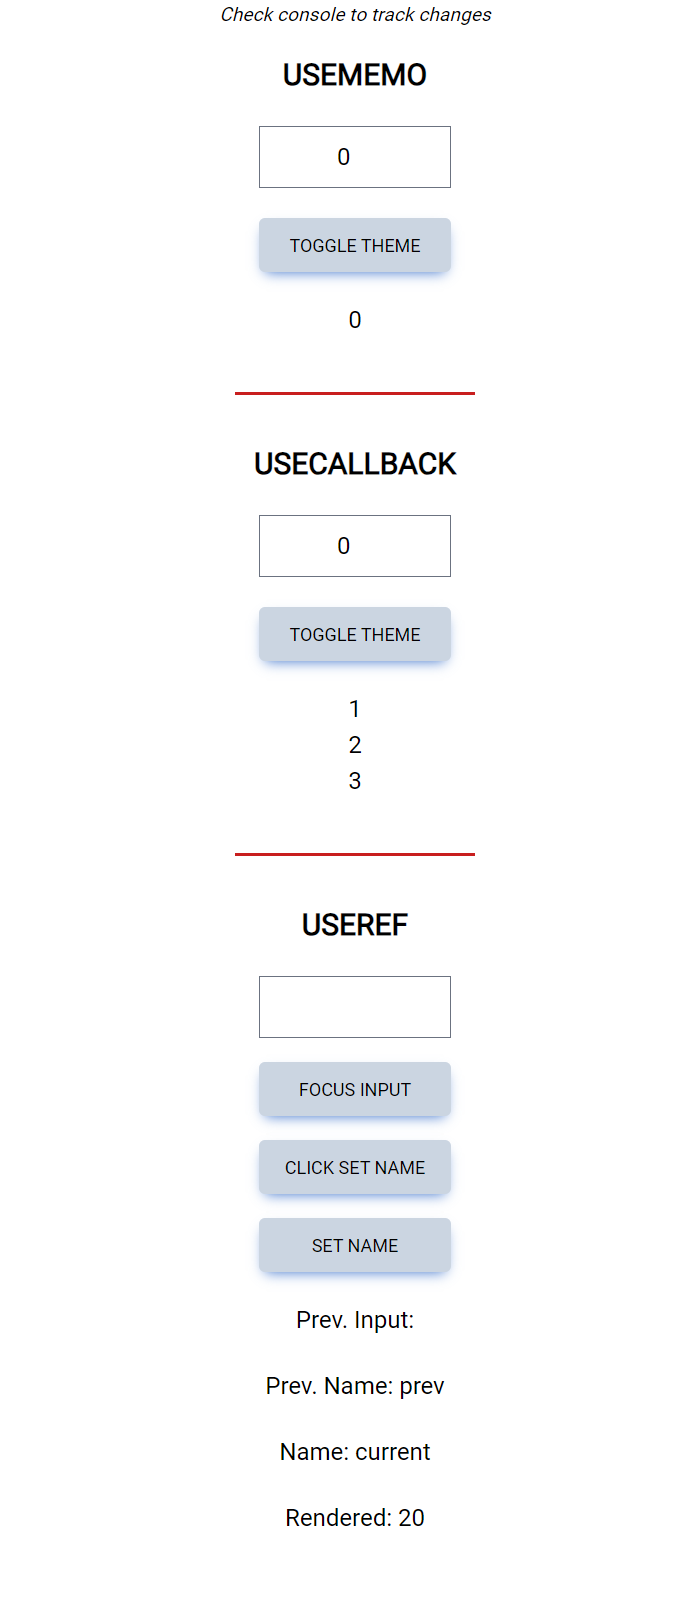 Check console to track changes
USEMEMO
0
TOGGLE THEME
0
USECALLBACK
0
TOGGLE THEME
1
2
3
USEREF
FOCUS INPUT
CLICK SET NAME
SET NAME
Prev. Input:
Prev. Name: prev
Name: current
Rendered: 20